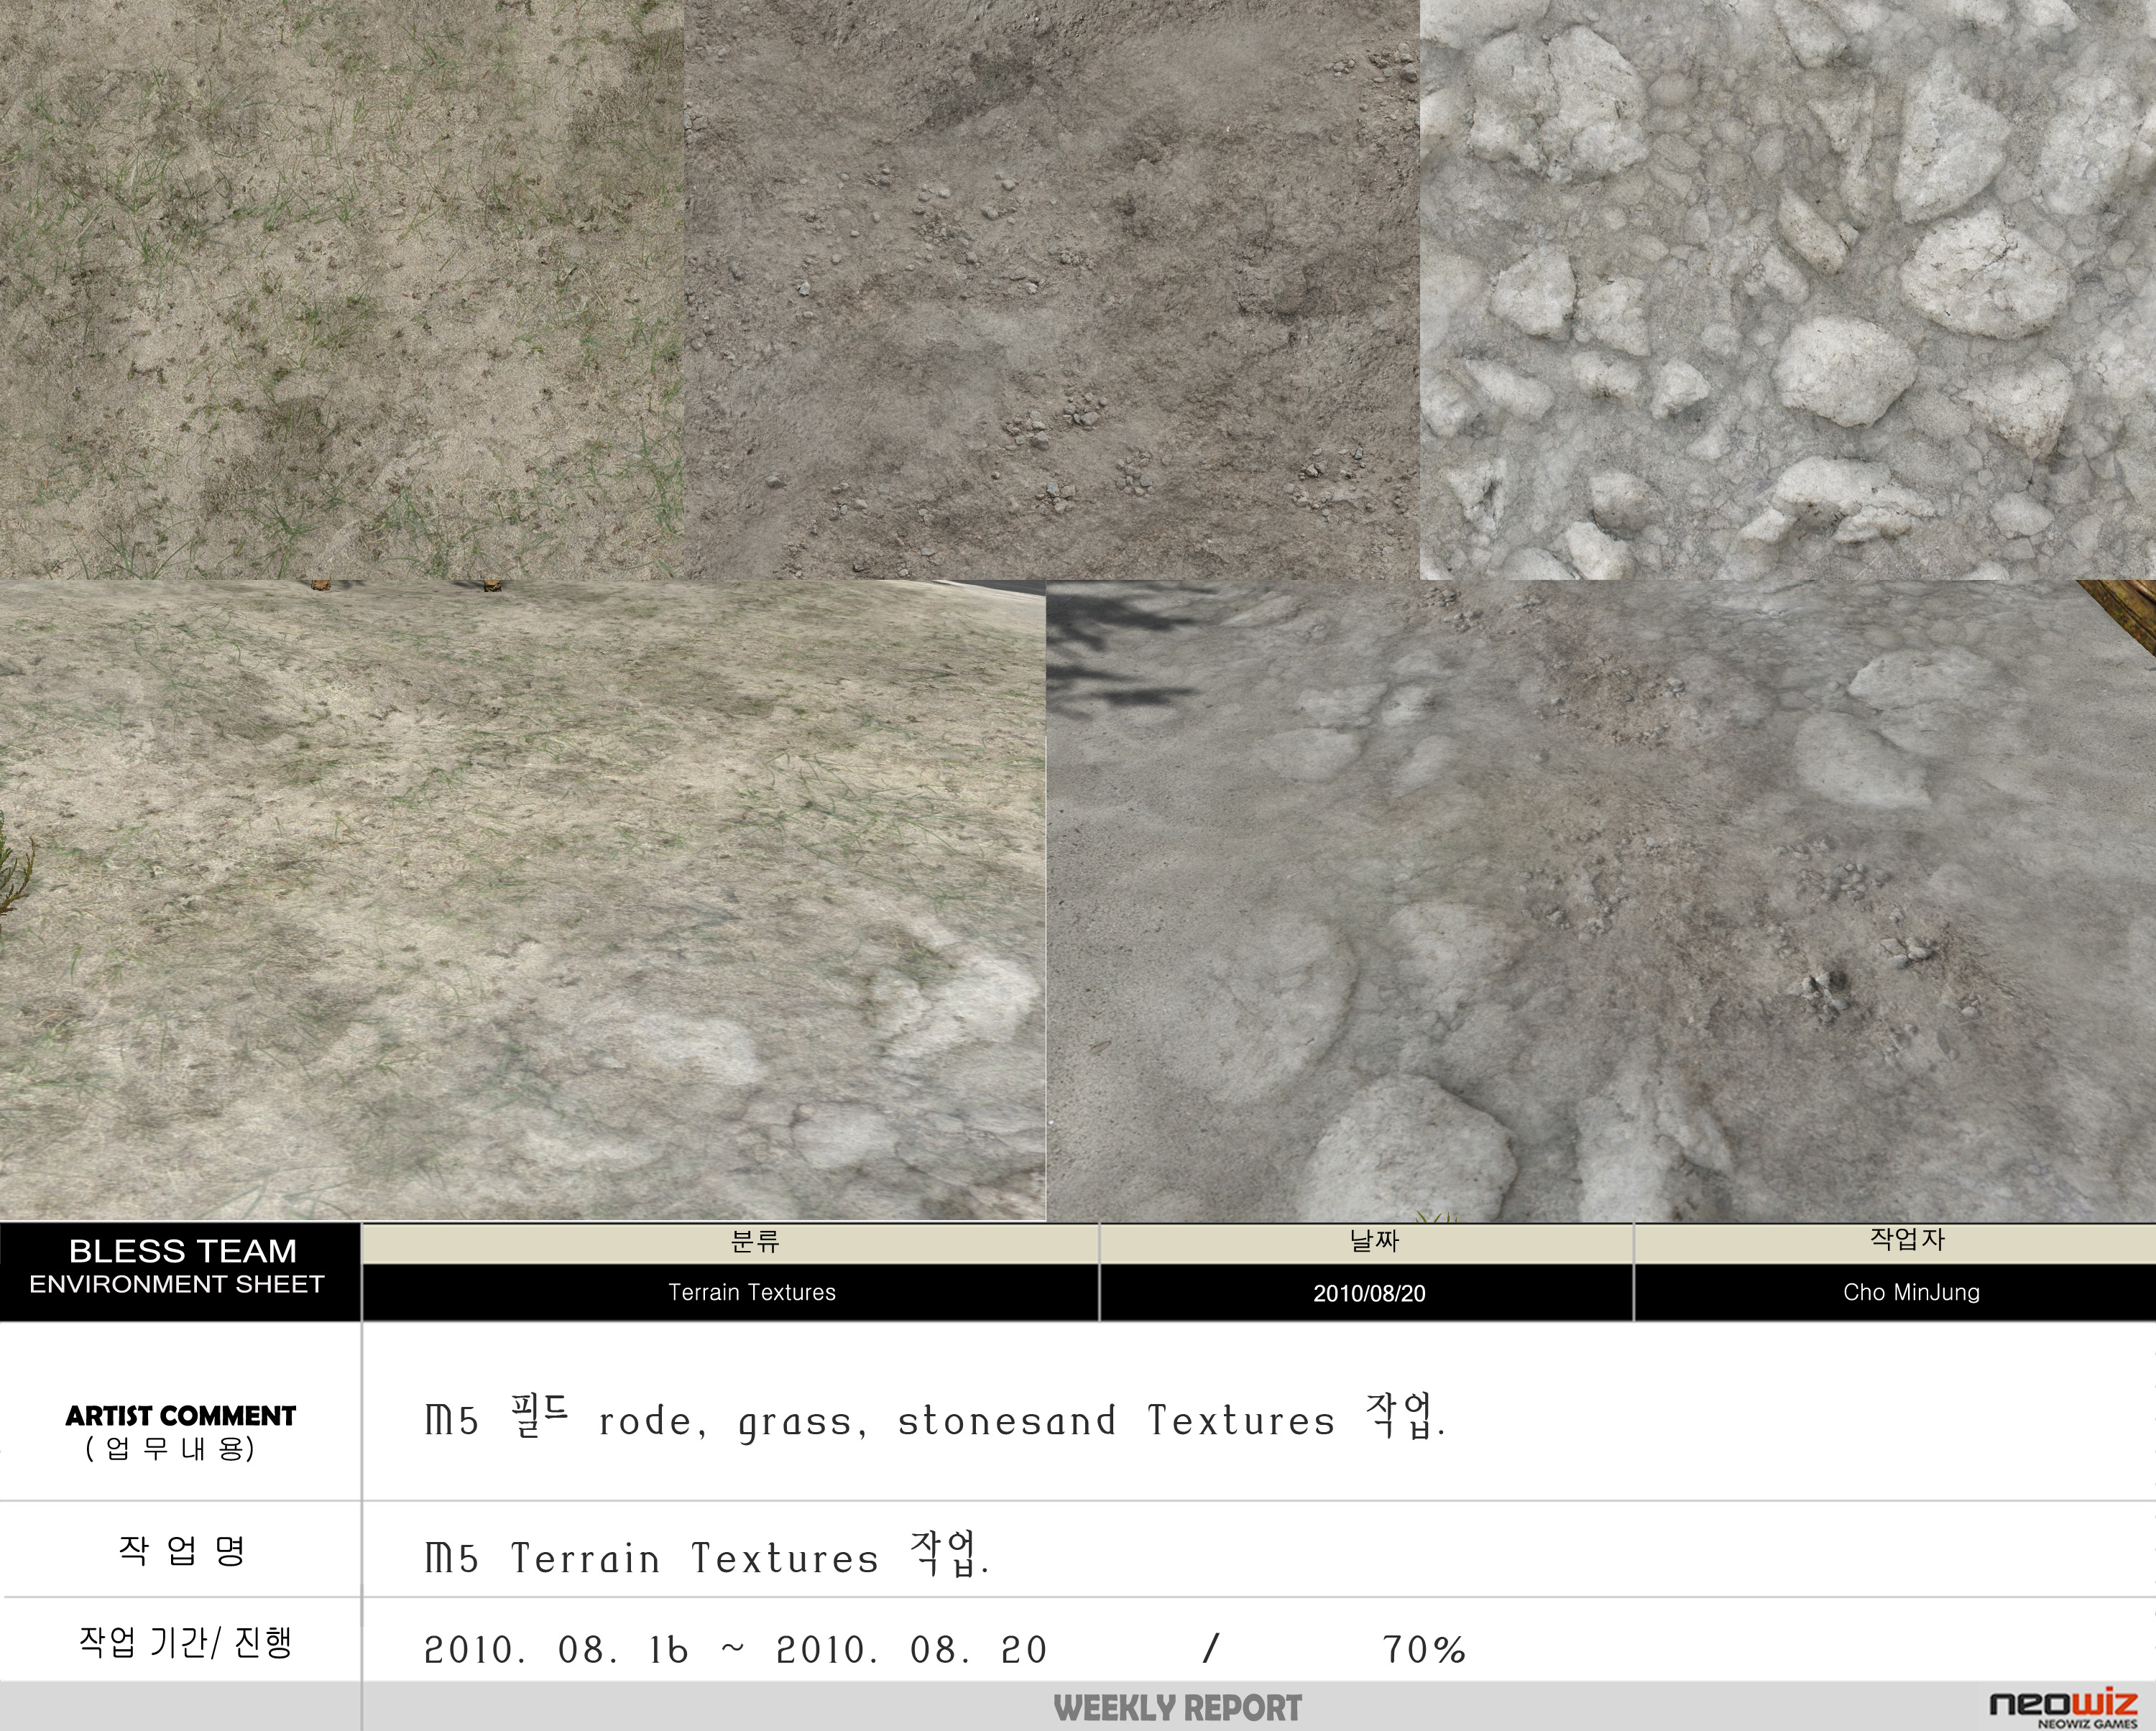 BLESS TEAM
ENVIRONMENT SHEET
분류
날짜
작업자
Terrain Textures
2010/08/20
Cho MinJung
ARTIST COMMENT
( 업 무 내 용)
M5 필드 rode, grass, stonesand Textures 작업.
작 업 명
M5 Terrain Textures 작업.
작업 기간/ 진행
2010. 08. 16 ~ 2010. 08. 20 / 70%
WEEKLY REPORT
neowiz
NEOWIZ GAMES